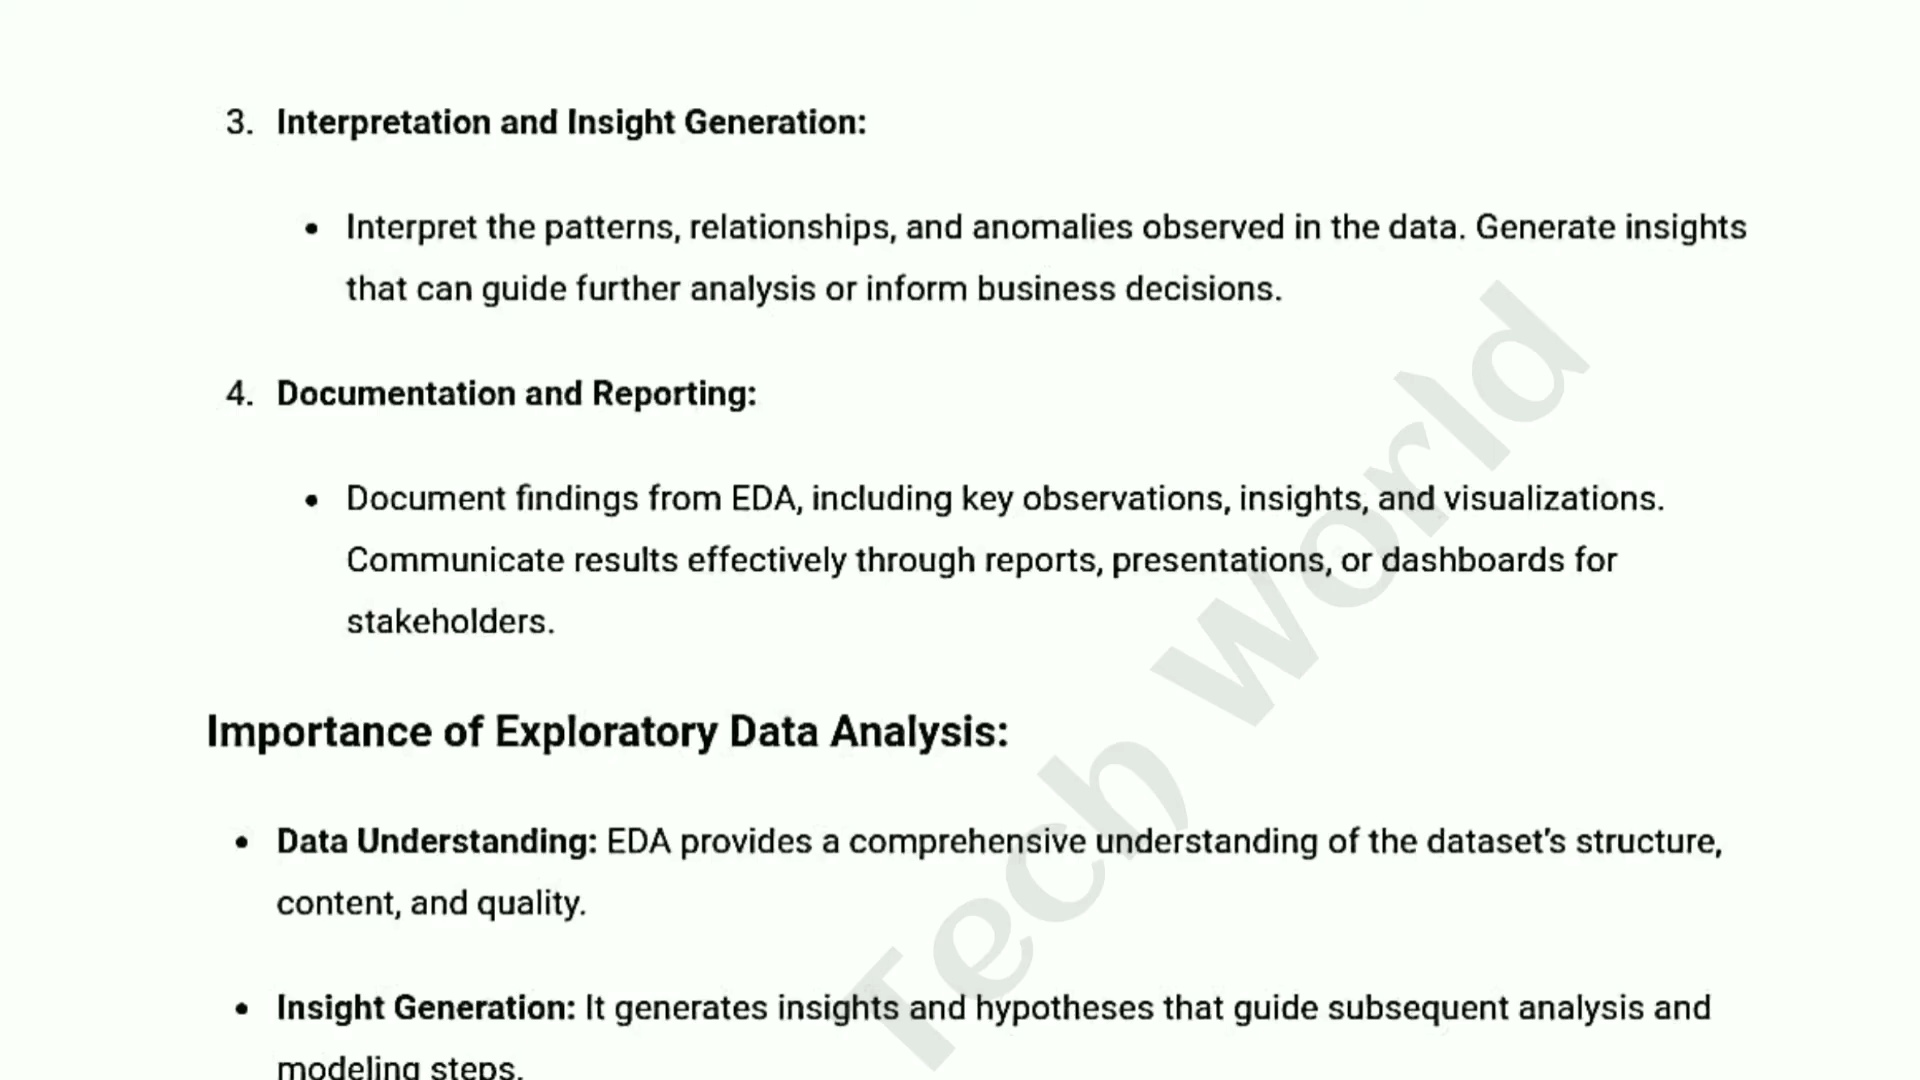 3. Interpretation and Insight Generation:
• Interpret the patterns, relationships, and anomalies observed in the data. Generate insights
that can guide further analysis or inform business decisions.
4. Documentation and Reporting:
• Document findings from EDA, including key observations, insights, and visualizations.
Communicate results effectively through reports, presentations, or dashboards for
stakeholders.
Importance of Exploratory Data Analysis:
• Data Understanding: EDA provides a comprehensive understanding of the dataset's structure,
content, and quality.
• Insight Generation: It generates insights and hypotheses that guide subsequent analysis and
modeling steps.
Tech World